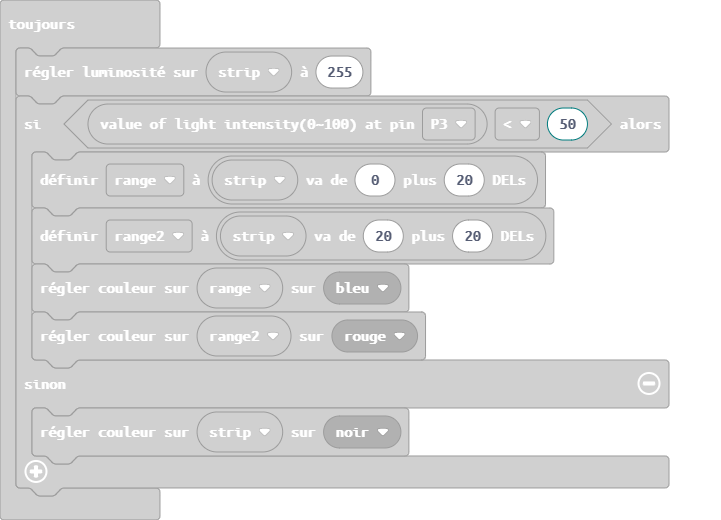 toujours
régler luminosité sur strip à 255
si value of light intensity(0~100) at pin P3 < 50 alors
définir range à strip va de 0 plus 20 DELs
définir range2 à strip va de 20 plus 20 DELs
régler couleur sur range sur bleu
régler couleur sur range2 sur rouge
sinon
régler couleur sur strip sur noir